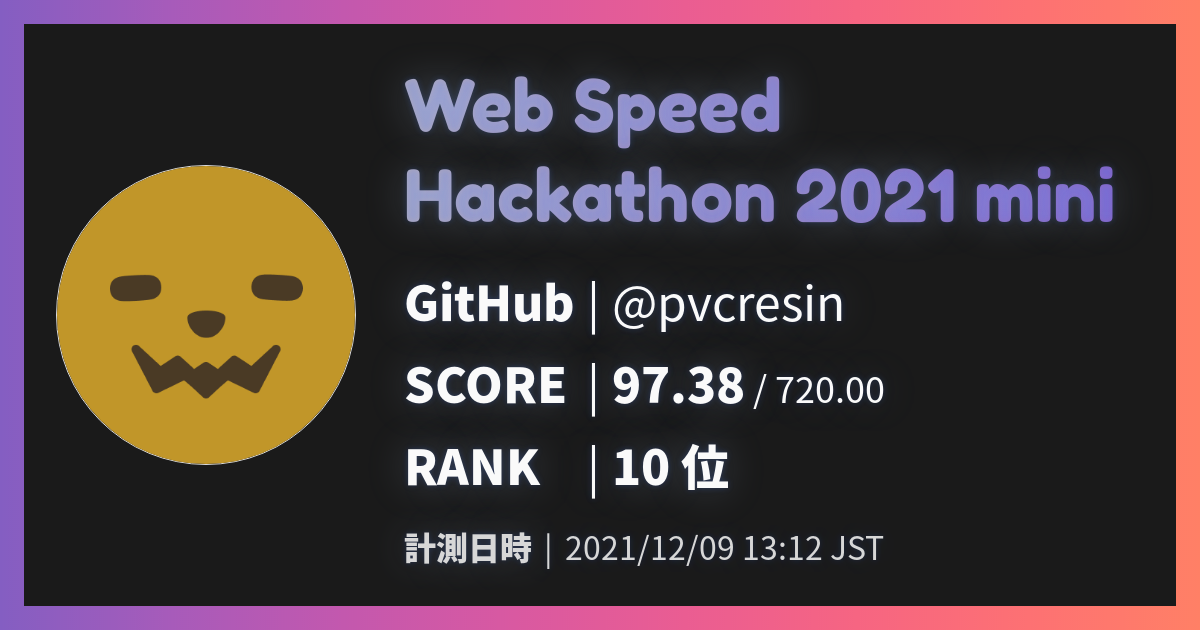 Web Speed
Hackathon 2021 mini
GitHub | @pvcresin
SCORE | 97.38 / 720.00
RANK | 10 位
計測日時 | 2021/12/09 13:12 JST